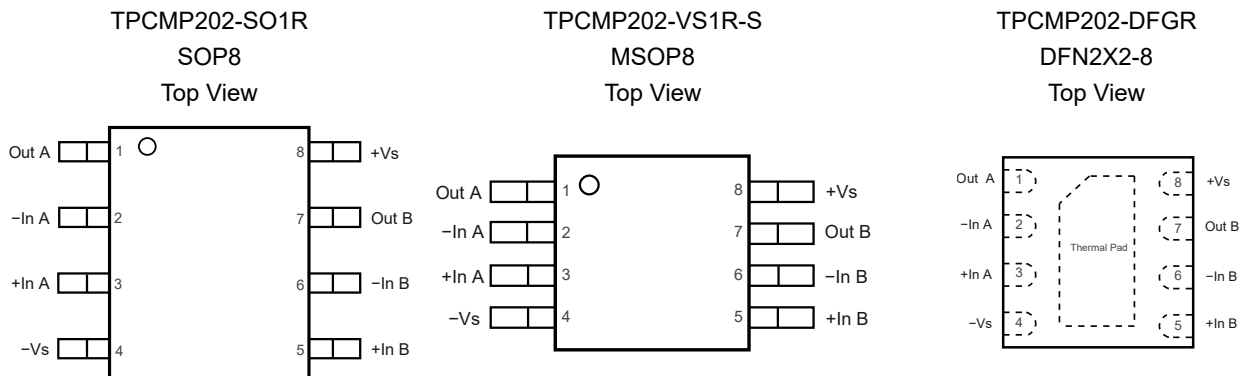 TPCMP202-SO1R
SOP8
Top View
Out A 1 8 +Vs
−In A 2 7 Out B
+In A 3 6 −In B
−Vs 4 5 +In B
TPCMP202-VS1R-S
MSOP8
Top View
Out A 1 8 +Vs
−In A 2 7 Out B
+In A 3 6 −In B
−Vs 4 5 +In B
TPCMP202-DFGR
DFN2X2-8
Top View
Out A 1 8 +Vs
−In A 2 7 Out B
Thermal Pad
+In A 3 6 −In B
−Vs 4 5 +In B